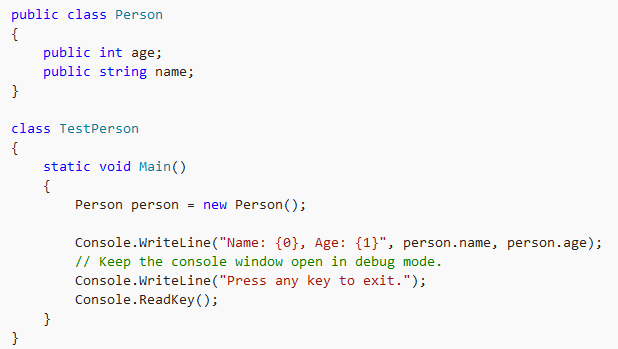 public class Person
{
    public int age;
    public string name;
}

class TestPerson
{
    static void Main()
    {
        Person person = new Person();

        Console.WriteLine("Name: {0}, Age: {1}", person.name, person.age);
        // Keep the console window open in debug mode.
        Console.WriteLine("Press any key to exit.");
        Console.ReadKey();
    }
}